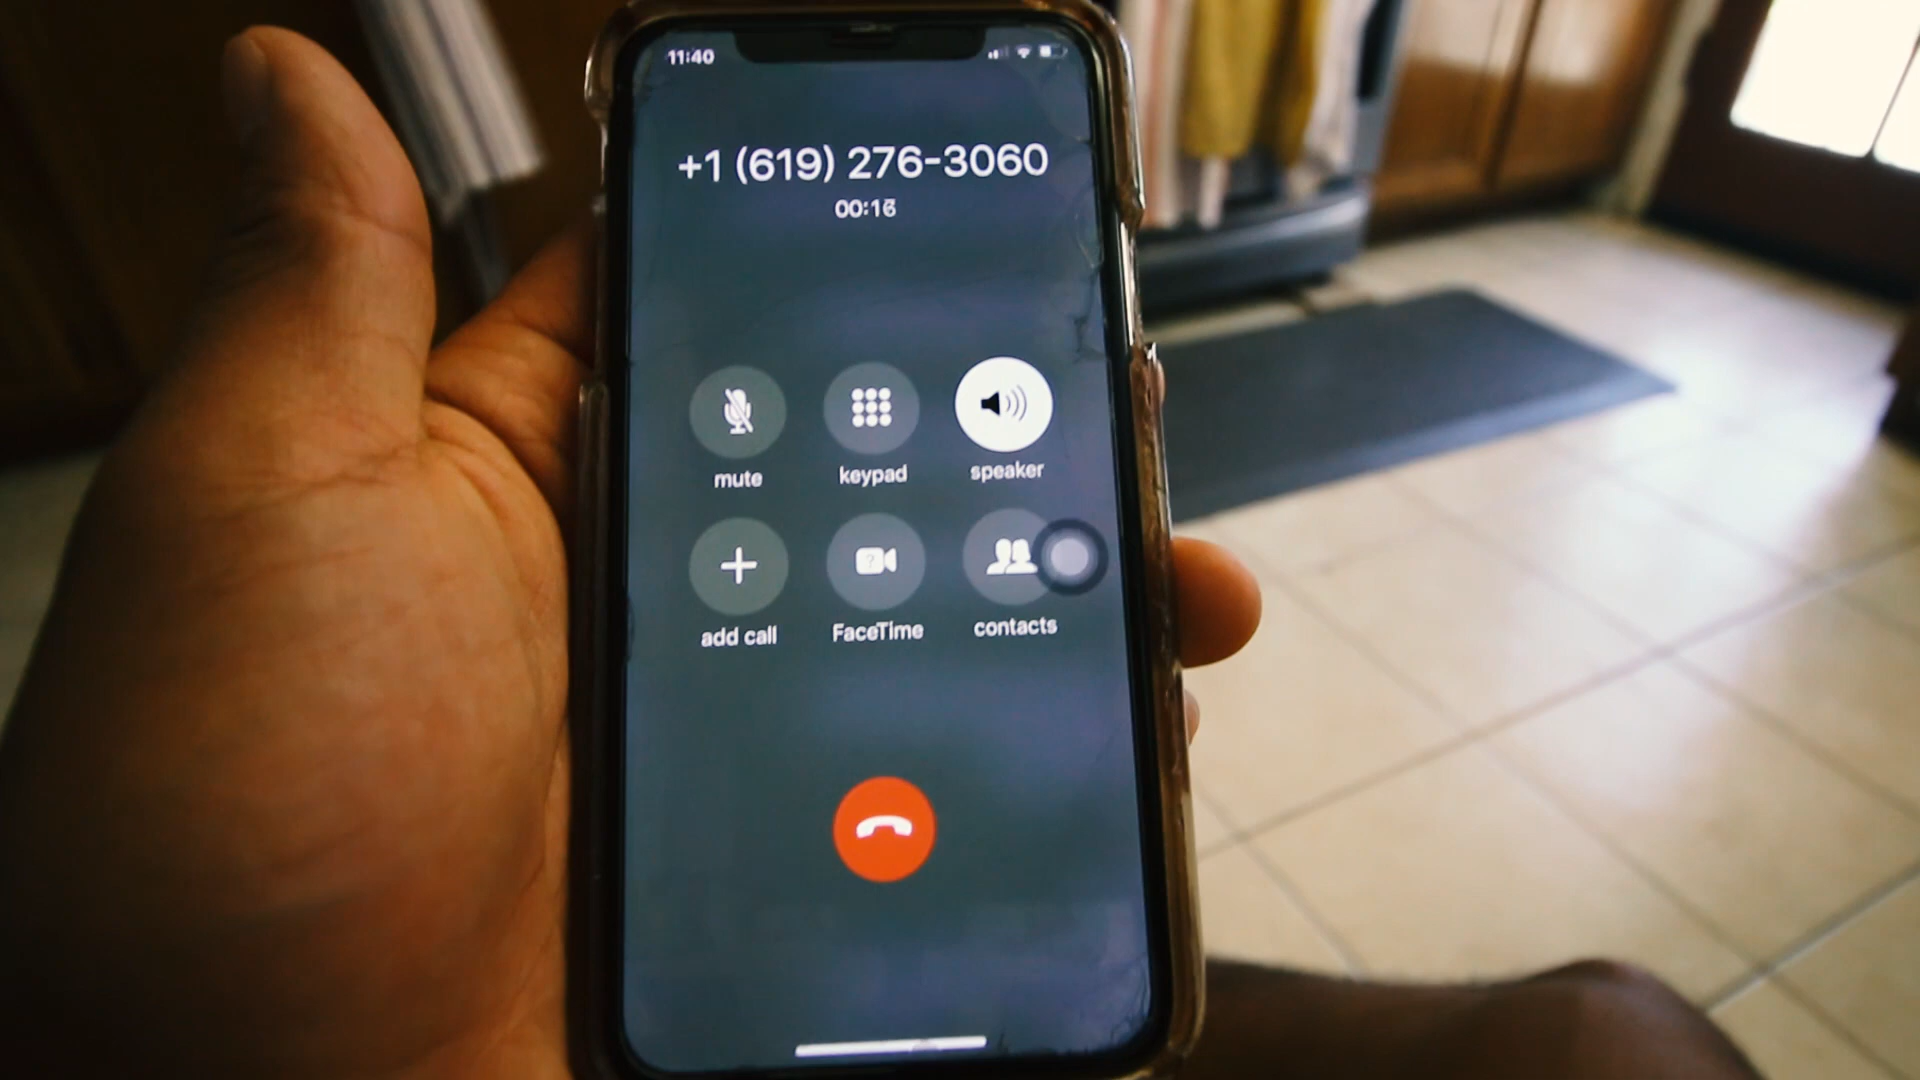 11:40
+1 (619) 276-3060
00:16
mute keypad speaker
add call FaceTime contacts